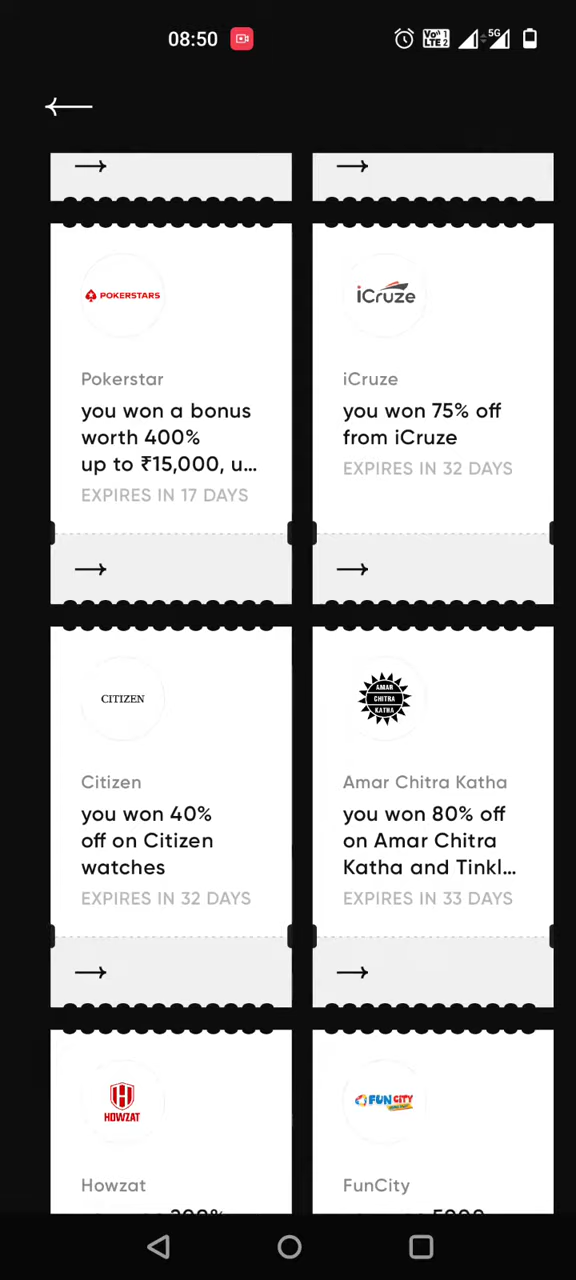 08:50
Vo)) 1
LTE 2
5G
POKERSTARS
Pokerstar
you won a bonus
worth 400%
up to ₹15,000, u...
EXPIRES IN 17 DAYS
iCruze
iCruze
you won 75% off
from iCruze
EXPIRES IN 32 DAYS
CITIZEN
Citizen
you won 40%
off on Citizen
watches
EXPIRES IN 32 DAYS
AMAR
CHITRA
KATHA
Amar Chitra Katha
you won 80% off
on Amar Chitra
Katha and Tinkl...
EXPIRES IN 33 DAYS
HOWZAT
Howzat
FUN CITY
FunCity